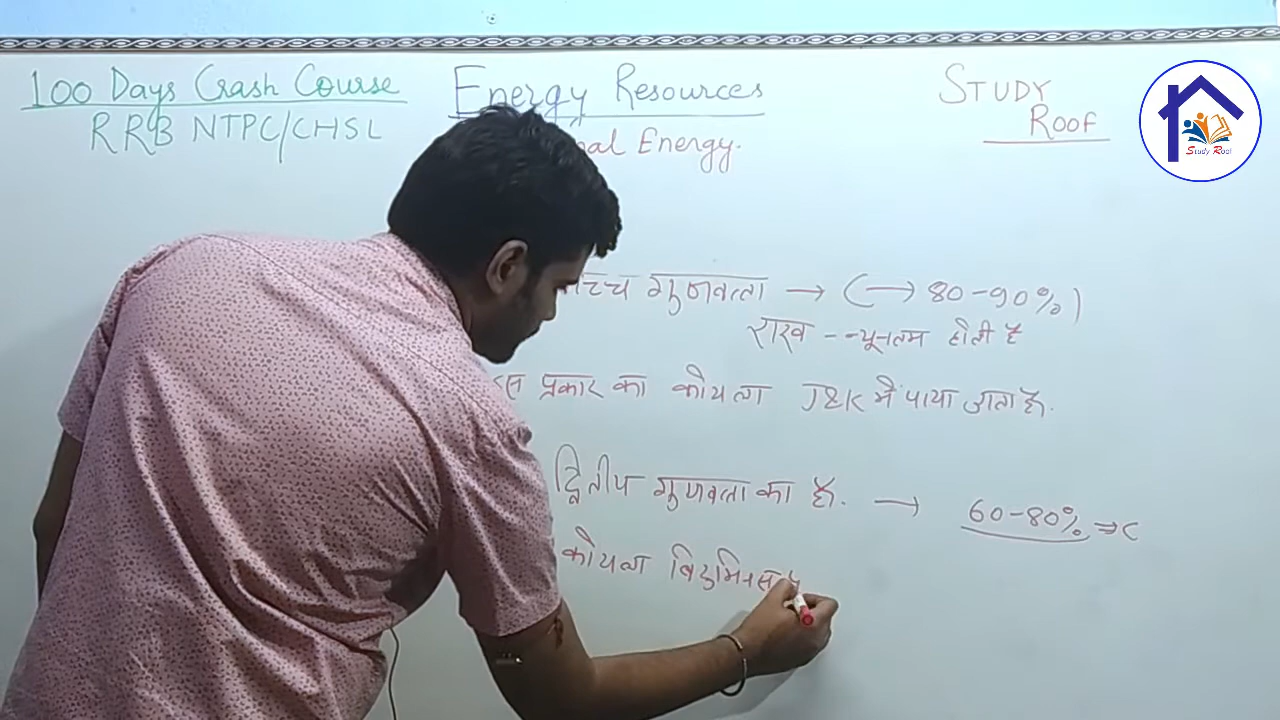 100 Days Crash Course
RRB NTPC/CHSL
Energy Resources
nal Energy.
STUDY
ROOF
Study Roof
च्च गुणवत्ता → (→ 80-90%)
राख - न्यूनतम होती है
प्रकार का कोयला J&K में पाया जाता है.
द्वितीय गुणवत्ता का है. → 60-80% ⇒ C
कोयला